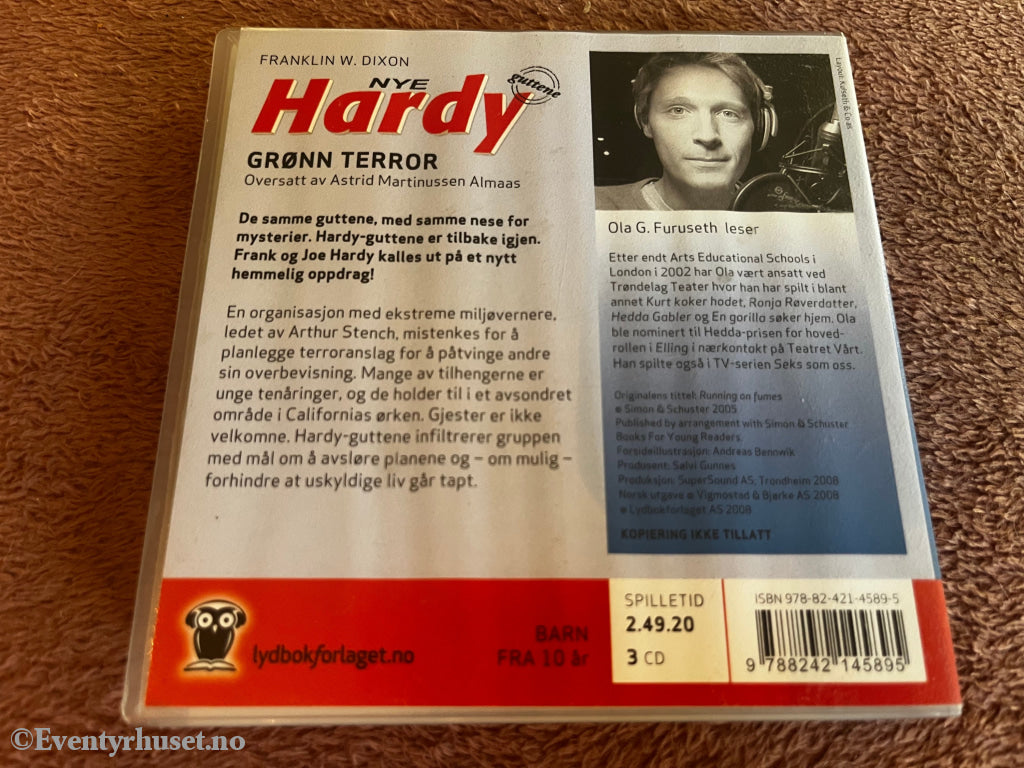 FRANKLIN W. DIXON
NYE
Hardy
guttene
GRØNN TERROR
Oversatt av Astrid Martinussen Almaas
De samme guttene, med samme nese for
mysterier. Hardy-guttene er tilbake igjen.
Frank og Joe Hardy kalles ut på et nytt
hemmelig oppdrag!
En organisasjon med ekstreme miljøvernere,
ledet av Arthur Stench, mistenkes for å
planlegge terroranslag for å påtvinge andre
sin overbevisning. Mange av tilhengerne er
unge tenåringer, og de holder til i et avsondret
område i Californias ørken. Gjester er ikke
velkomne. Hardy-guttene infiltrerer gruppen
med mål om å avsløre planene og – om mulig –
forhindre at uskyldige liv går tapt.
Layout: Kolseth & Co as
Ola G. Furuseth leser
Etter endt Arts Educational Schools i
London i 2002 har Ola vært ansatt ved
Trøndelag Teater hvor han har spilt i blant
annet Kurt koker hodet, Ronja Røverdatter,
Hedda Gabler og En gorilla søker hjem. Ola
ble nominert til Hedda-prisen for hoved-
rollen i Elling i nærkontakt på Teatret Vårt.
Han spilte også i TV-serien Seks som oss.
Originalens tittel: Running on fumes
© Simon & Schuster 2005
Published by arrangement with Simon & Schuster
Books For Young Readers.
Forsideillustrasjon: Andreas Bennwik
Produsent: Sølvi Gunnes
Produksjon: SuperSound AS, Trondheim 2008
Norsk utgave © Vigmostad & Bjørke AS 2008
℗ Lydbokforlaget AS 2008
KOPIERING IKKE TILLATT
lydbokforlaget.no
BARN
FRA 10 år
SPILLETID
2.49.20
3 CD
ISBN 978-82-421-4589-5
9 788242 145895
©Eventyrhuset.no